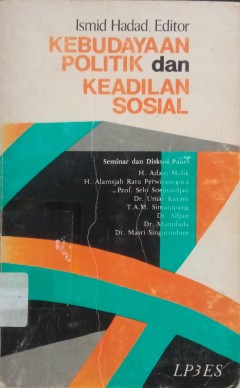 Ismid Hadad, Editor
KEBUDAYAAN
POLITIK dan
KEADILAN
SOSIAL
Seminar dan Diskusi Panel
H. Adam Malik
H. Alamsjah Ratu Perwiranegara
Prof. Selo Soemardjan
Dr. Umar Kayam
T.A.M. Simatupang
Dr. Alfian
Dr. Mattulada
Dr. Masri Singarimbun
LP3ES